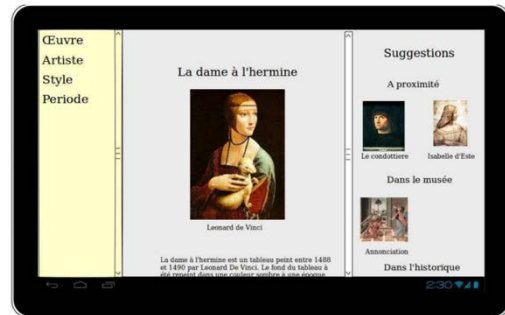 Œuvre
Artiste
Style
Periode
La dame à l'hermine
Leonard de Vinci
La dame à l'hermine est un tableau peint entre 1488
et 1490 par Leonard De Vinci. Le fond du tableau à
été repeint dans une couleur sombre à une époque
Suggestions
A proximité
Le condottiere
Isabelle d'Este
Dans le musée
Annonciation
Dans l'historique
2:30